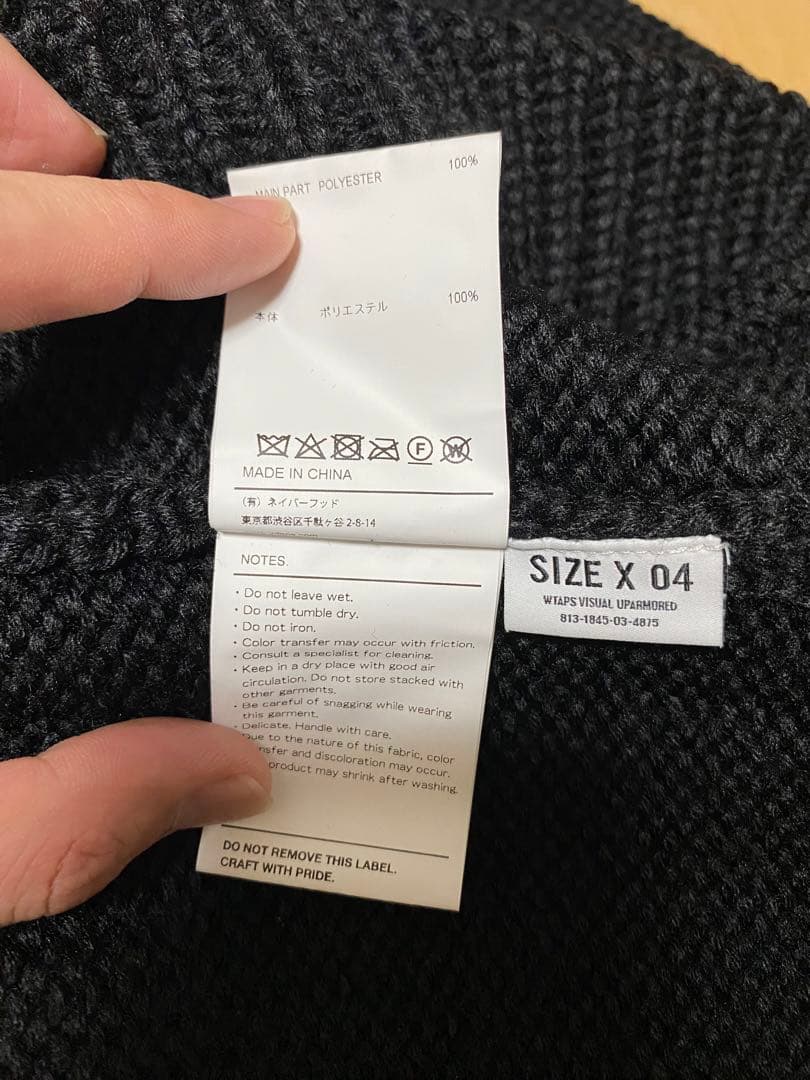 MAIN PART POLYESTER 100%
本体 ポリエステル 100%
F W
MADE IN CHINA
(有) ネイバーフッド
東京都渋谷区千駄ヶ谷 2-8-14
NOTES.
・Do not leave wet.
・Do not tumble dry.
・Do not iron.
・Color transfer may occur with friction.
・Consult a specialist for cleaning.
・Keep in a dry place with good air
circulation. Do not store stacked with
other garments.
・Be careful of snagging while wearing
this garment.
・Delicate. Handle with care.
Due to the nature of this fabric, color
transfer and discoloration may occur.
product may shrink after washing.
DO NOT REMOVE THIS LABEL.
CRAFT WITH PRIDE.
SIZE X 04
WTAPS VISUAL UPARMORED
813-1845-03-4875